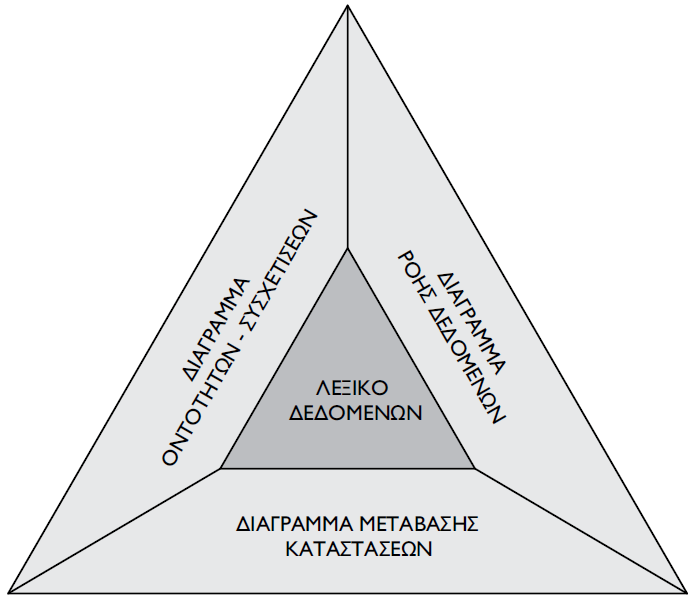 ΔΙΑΓΡΑΜΜΑ
ΟΝΤΟΤΗΤΩΝ - ΣΥΣΧΕΤΙΣΕΩΝ
ΔΙΑΓΡΑΜΜΑ
ΡΟΗΣ ΔΕΔΟΜΕΝΩΝ
ΛΕΞΙΚΟ
ΔΕΔΟΜΕΝΩΝ
ΔΙΑΓΡΑΜΜΑ ΜΕΤΑΒΑΣΗΣ
ΚΑΤΑΣΤΑΣΕΩΝ